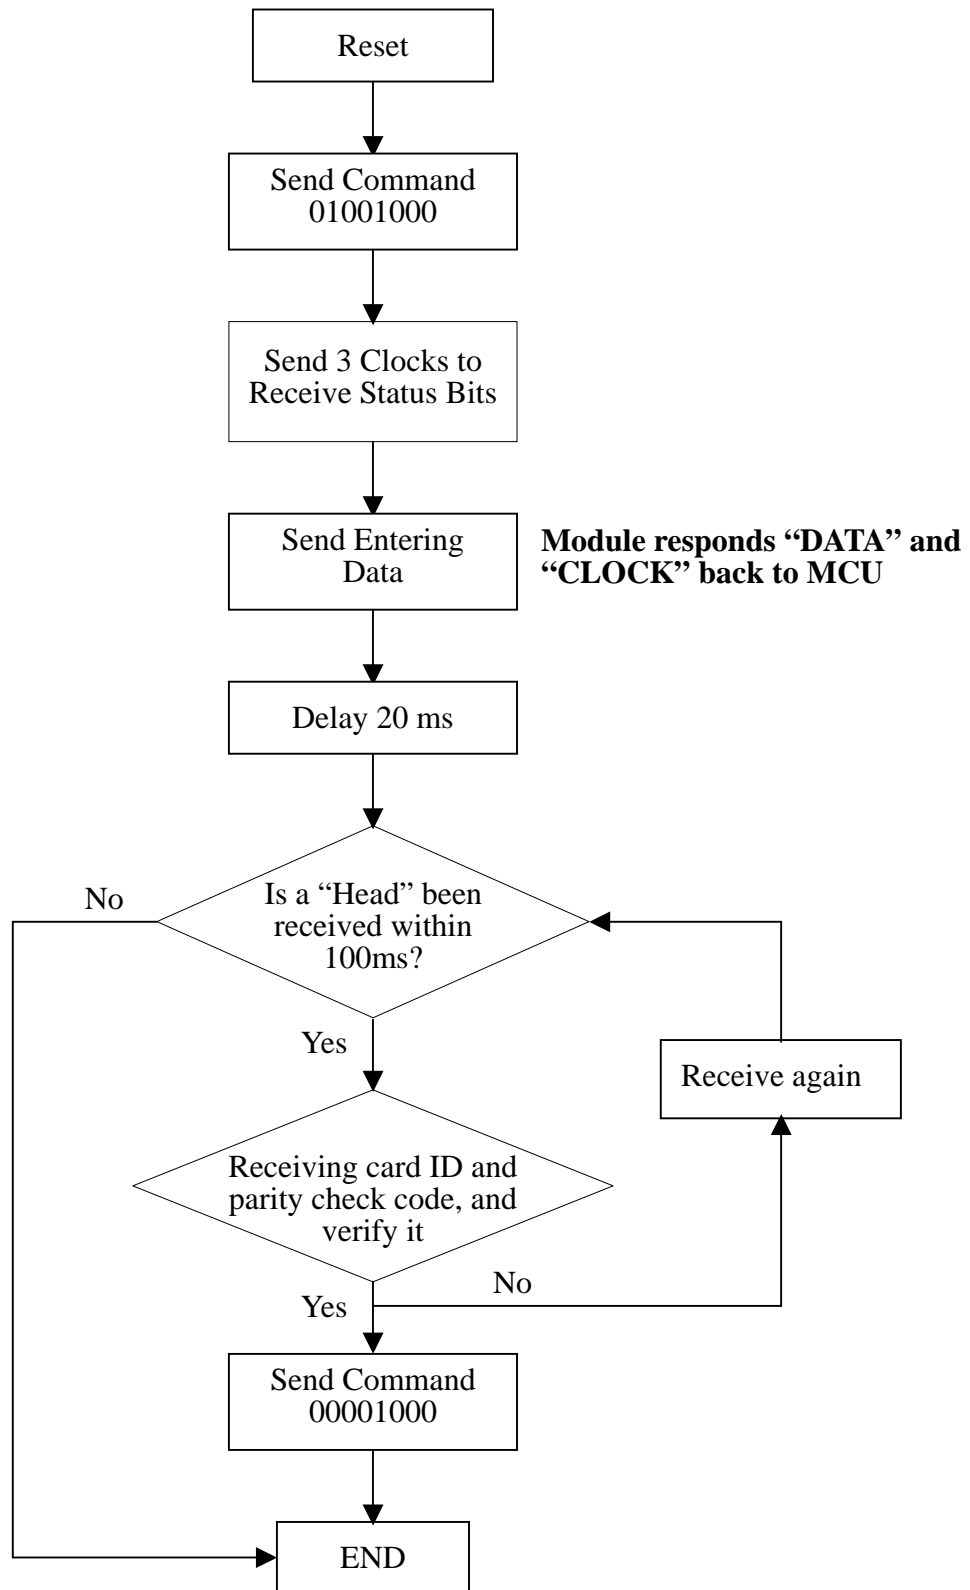 Reset
Send Command
01001000
Send 3 Clocks to
Receive Status Bits
Send Entering
Data
Module responds “DATA” and
“CLOCK” back to MCU
Delay 20 ms
No
Is a “Head” been
received within
100ms?
Yes
Receive again
Receiving card ID and
parity check code, and
verify it
No
Yes
Send Command
00001000
END